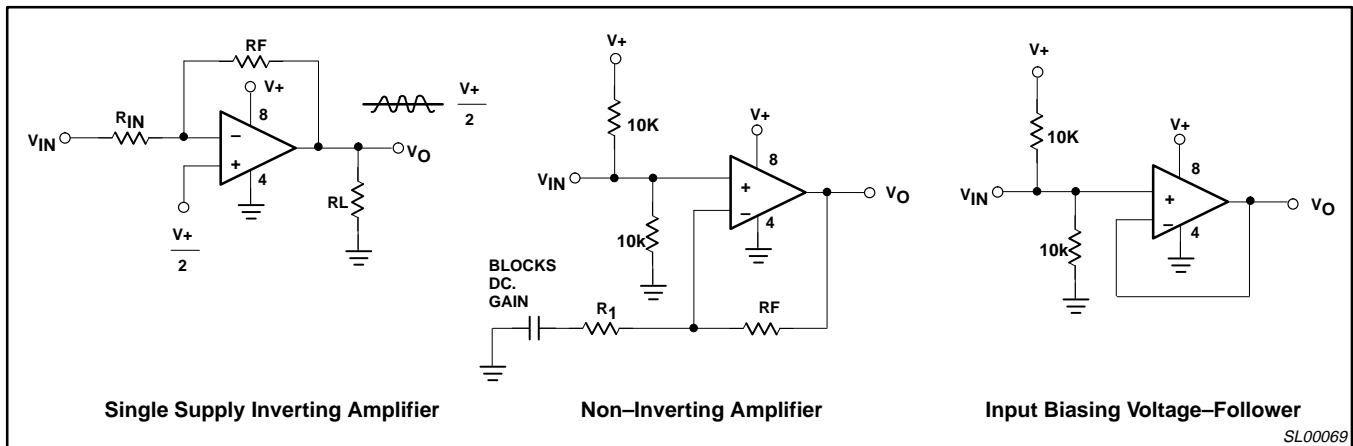 RF
V+
8
RIN
VIN
−
+
4
VO
RL
V+
2
V+
2
V+
10K
V+
8
VIN
+
−
4
VO
10k
BLOCKS
DC.
GAIN
R1
RF
V+
10K
V+
8
VIN
+
−
4
VO
10k
Single Supply Inverting Amplifier
Non–Inverting Amplifier
Input Biasing Voltage–Follower
SL00069